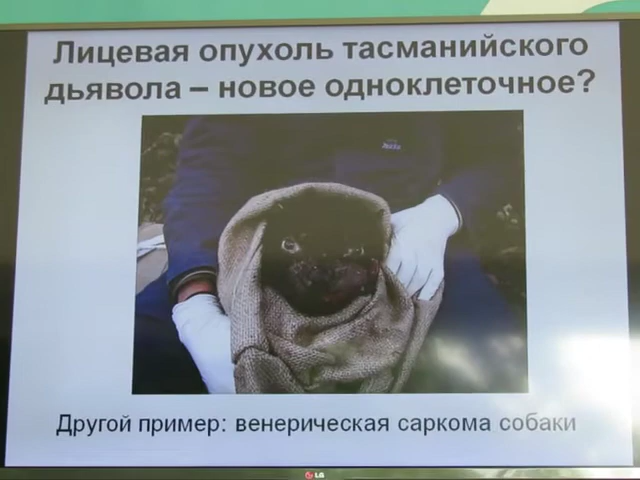 Лицевая опухоль тасманийского
дьявола – новое одноклеточное?
Другой пример: венерическая саркома собаки
LG